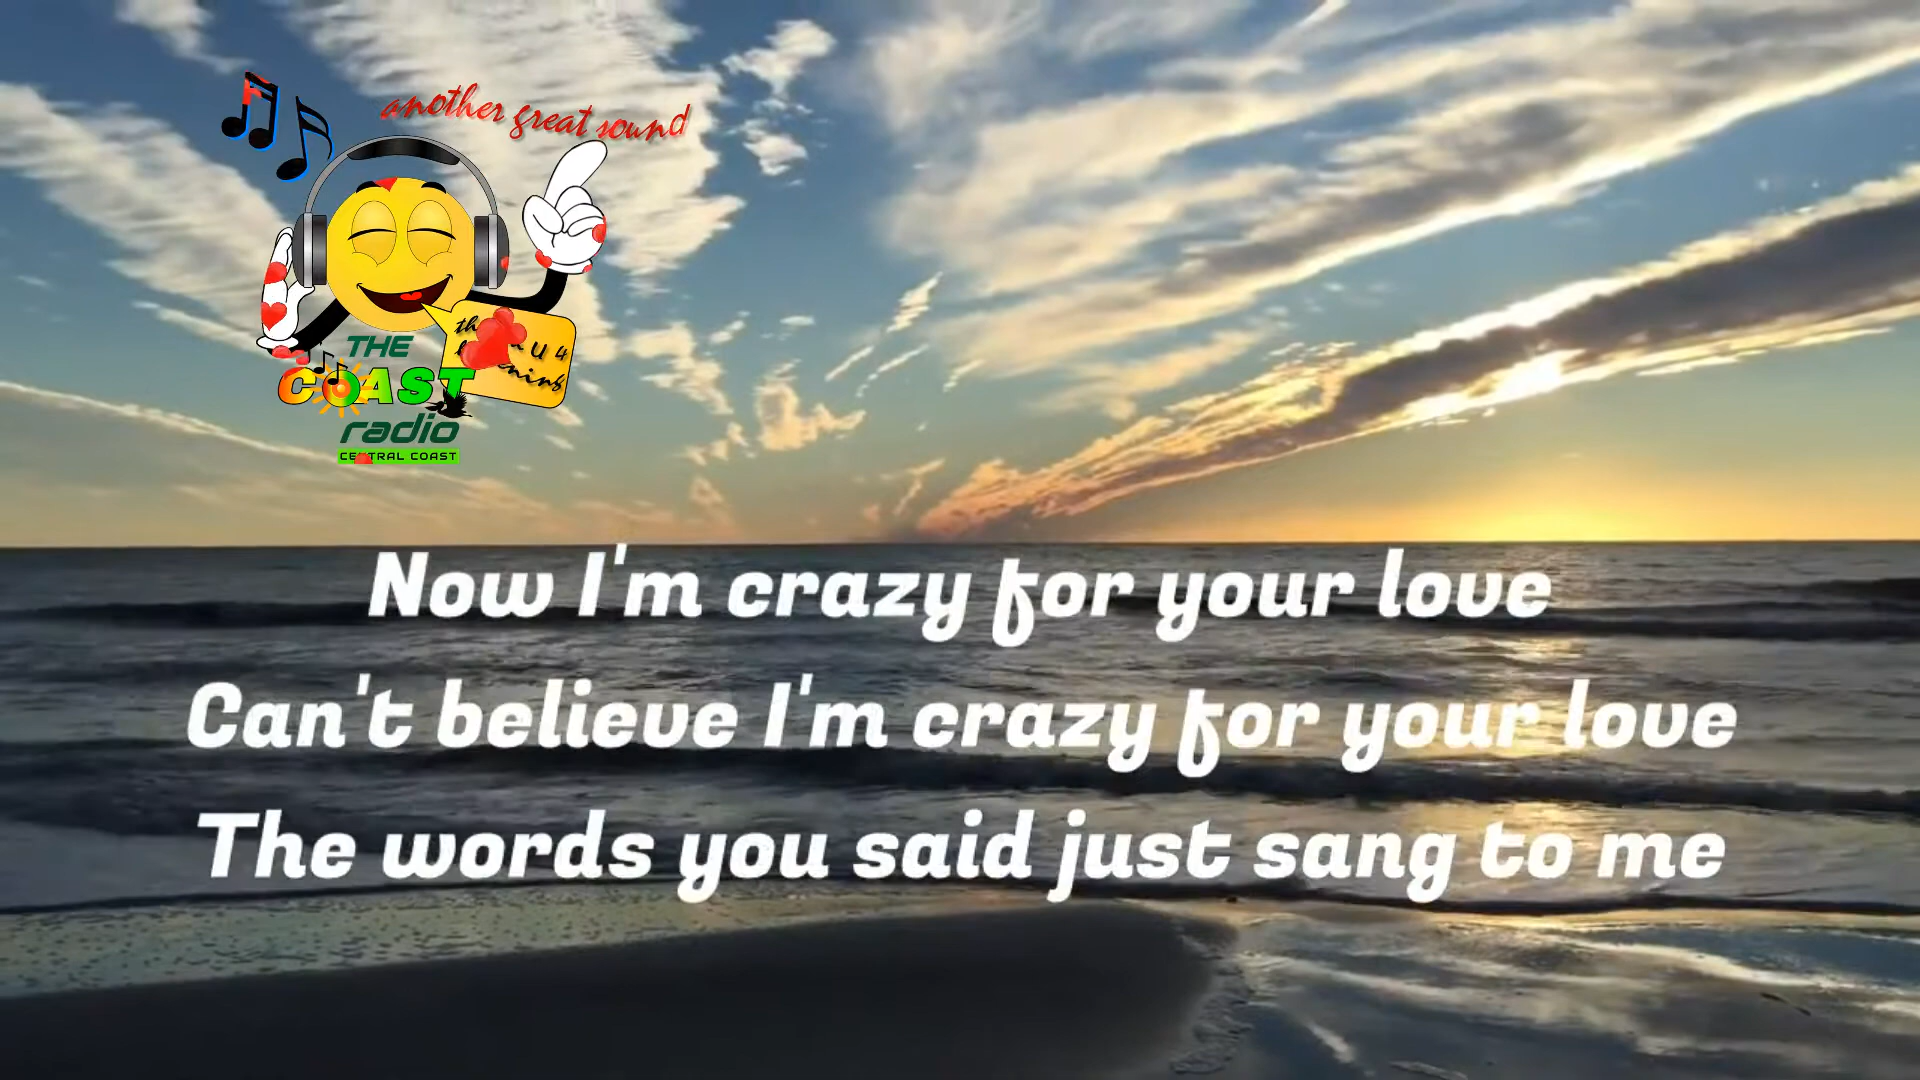 another great sound
U 4
THE
COAST
radio
CENTRAL COAST
Now I'm crazy for your love
Can't believe I'm crazy for your love
The words you said just sang to me